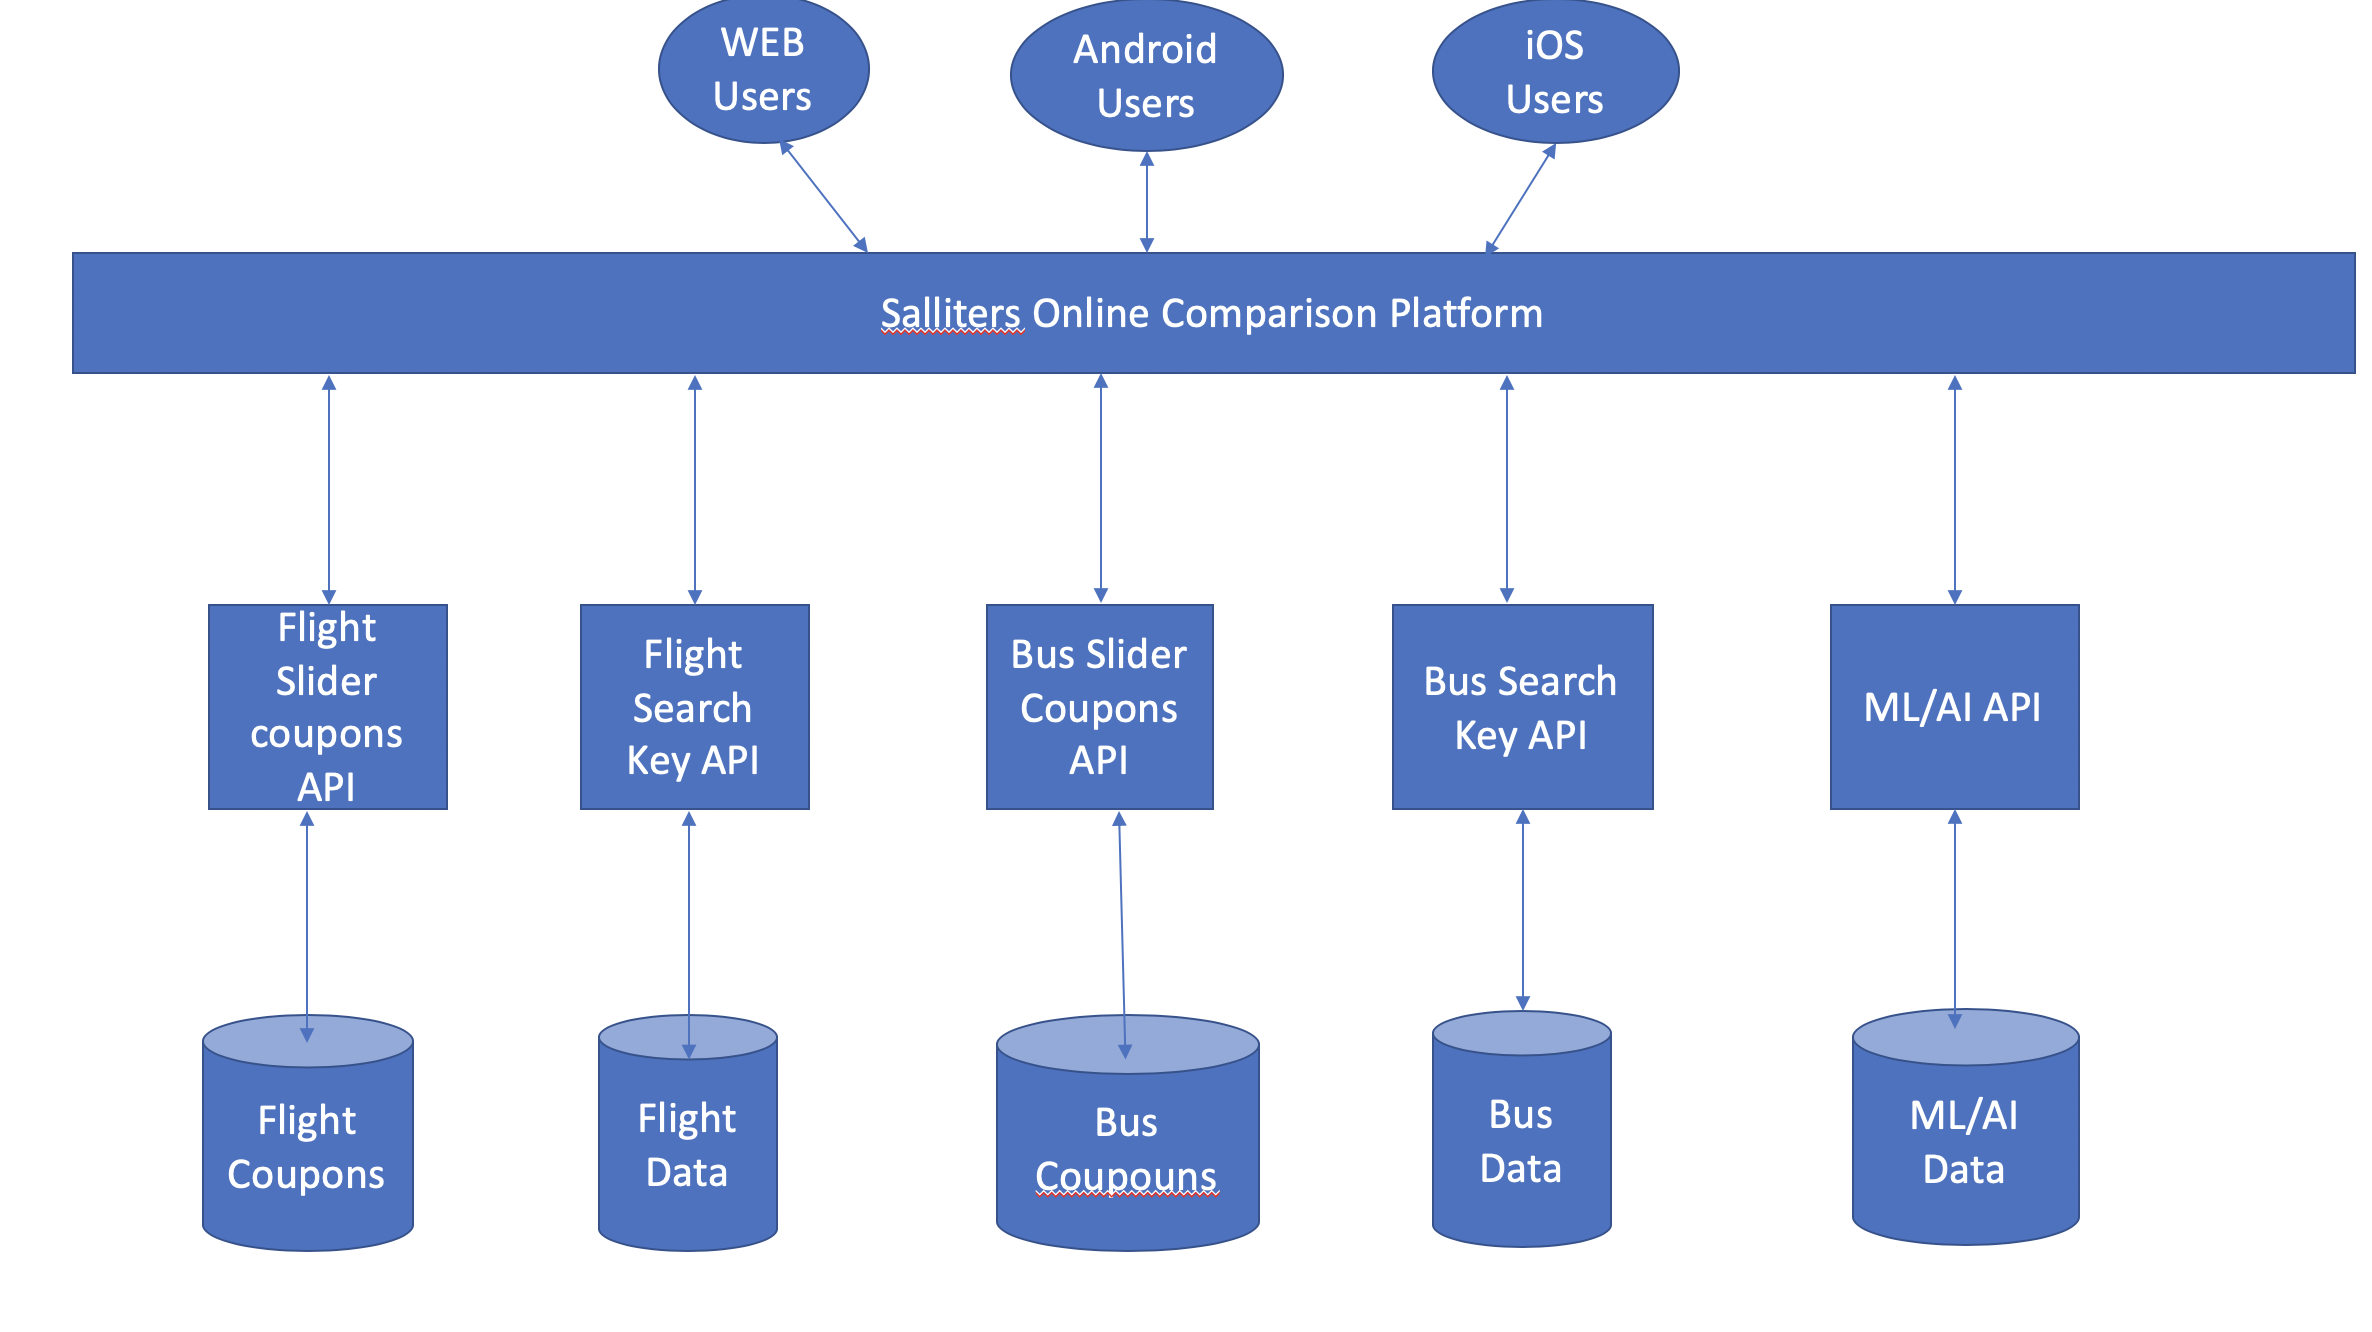 WEB
Users
Android
Users
iOS
Users
Salliters Online Comparison Platform
Flight
Slider
coupons
API
Flight
Search
Key API
Bus Slider
Coupons
API
Bus Search
Key API
ML/AI API
Flight
Coupons
Flight
Data
Bus
Coupouns
Bus
Data
ML/AI
Data